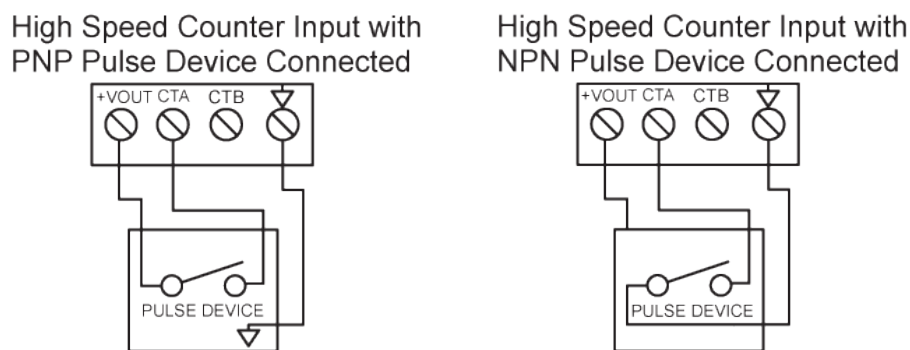 High Speed Counter Input with
PNP Pulse Device Connected
+VOUT CTA CTB
PULSE DEVICE
High Speed Counter Input with
NPN Pulse Device Connected
+VOUT CTA CTB
PULSE DEVICE